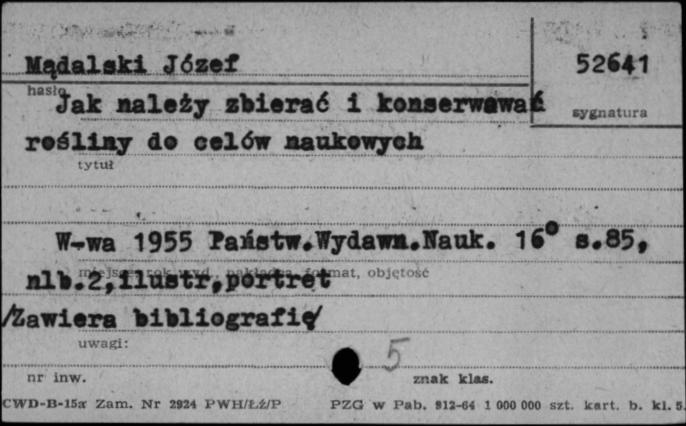 Mądalski Józef
52641
hasło
Jak należy zbierać i konserwować
sygnatura
rośliny do celów naukowych
tytuł
W-wa 1955 Państw.Wydawn.Nauk. 16° s.85,
miejsce, rok wyd., nakładca, format, objętość
nlb.2,ilustr,portret
/Zawiera bibliografię/
uwagi:
5
nr inw.
znak klas.
CWD-B-15a Zam. Nr 2924 PWH/Łź/P PZG w Pab. 912-64 1 000 000 szt. kart. b. kl. 5.